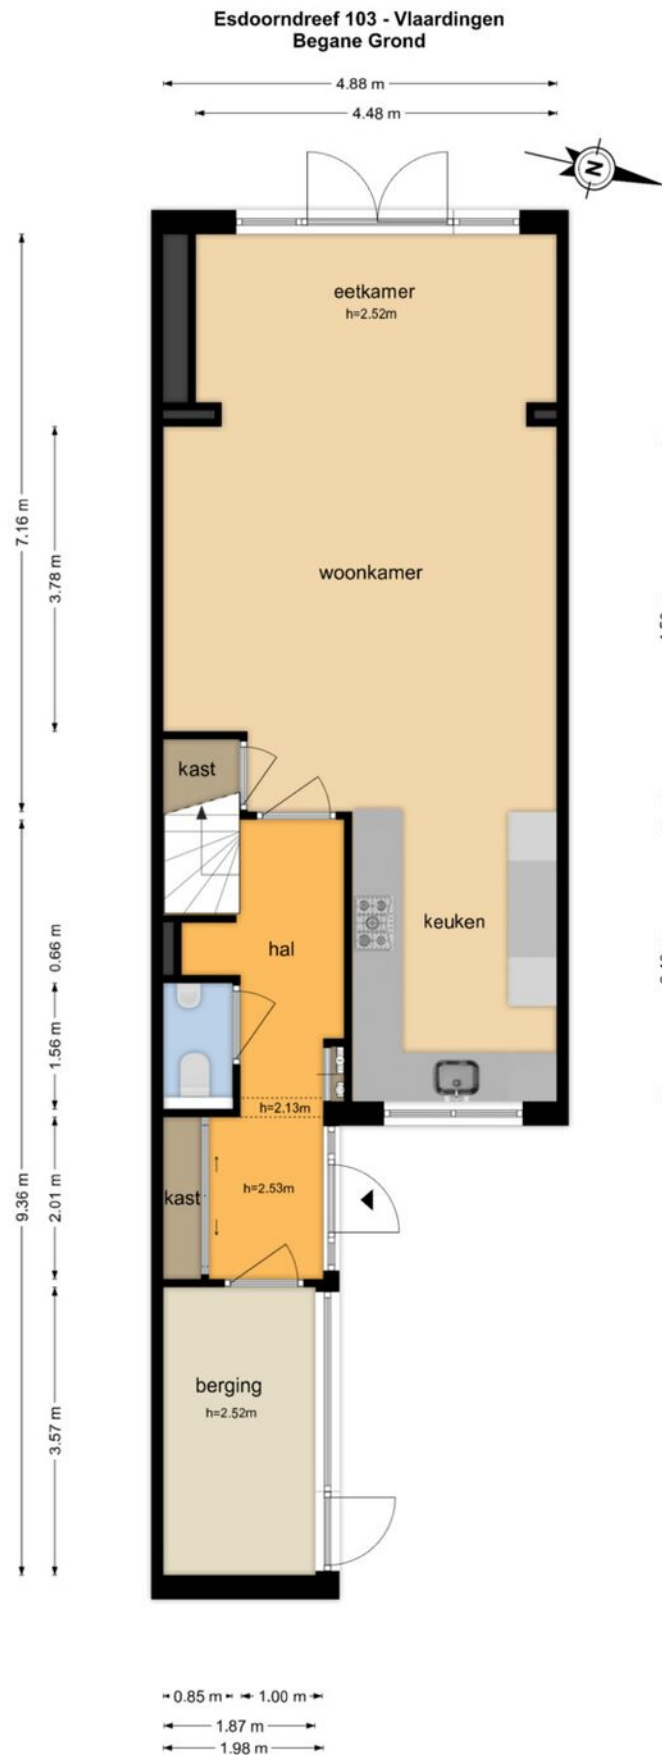 Esdoorndreef 103 - Vlaardingen
Begane Grond
4.88 m
4.48 m
N
eetkamer
h=2.52m
7.16 m
3.78 m
woonkamer
kast
keuken
hal
0.66 m
1.56 m
h=2.13m
9.36 m
2.01 m
kast
h=2.53m
berging
h=2.52m
3.57 m
0.85 m
1.00 m
1.87 m
1.98 m